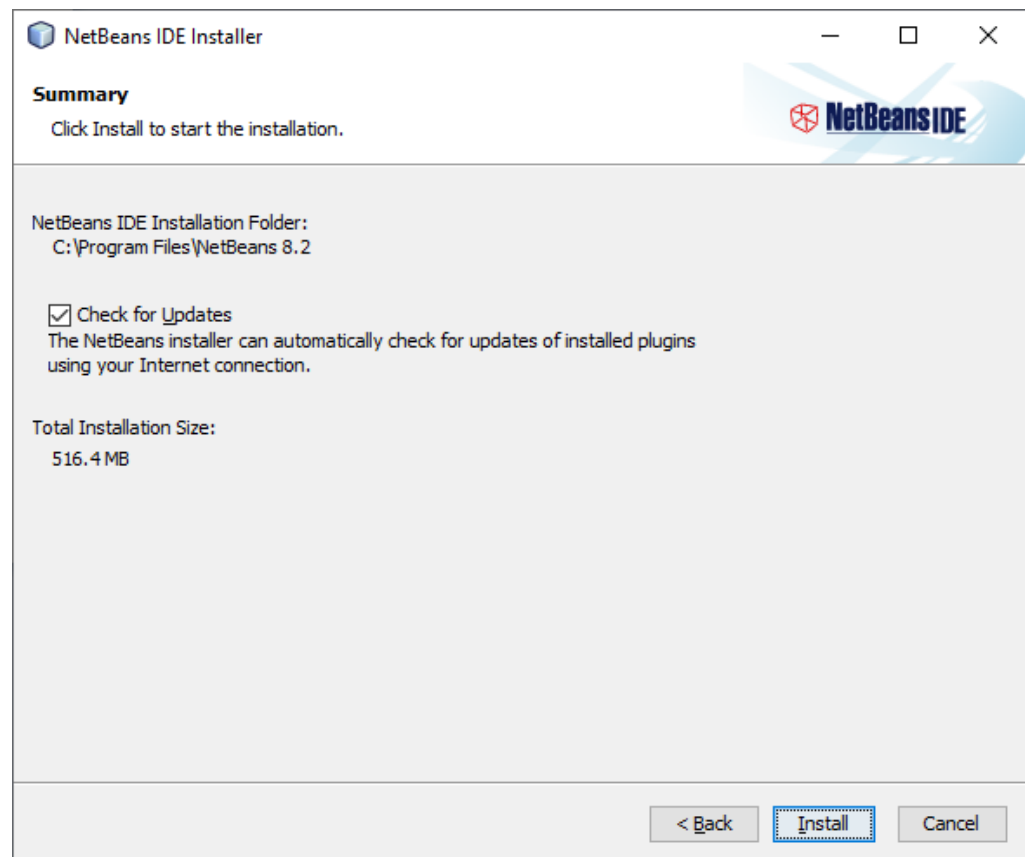 NetBeans IDE Installer
Summary
Click Install to start the installation.
NetBeans IDE
NetBeans IDE Installation Folder:
C:\Program Files\NetBeans 8.2
Check for Updates
The NetBeans installer can automatically check for updates of installed plugins
using your Internet connection.
Total Installation Size:
516.4 MB
< Back Install Cancel